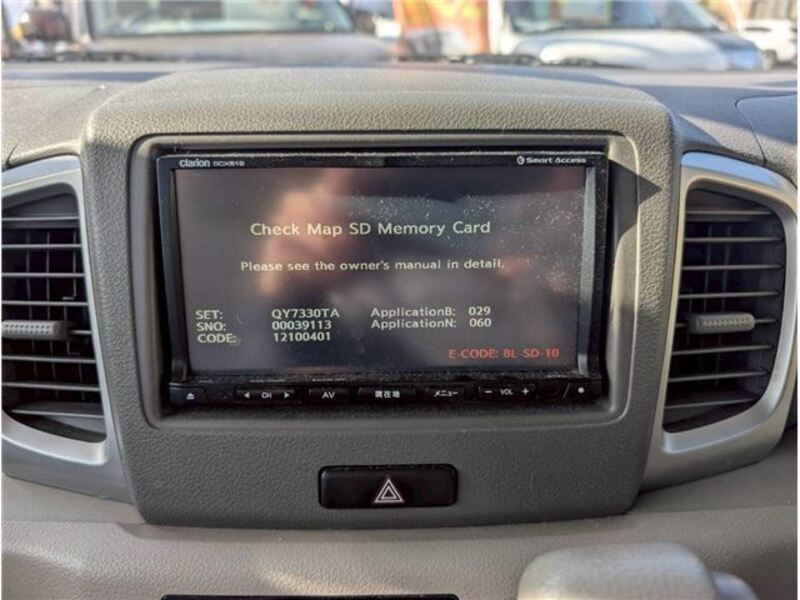 Clarion GCX613 Smart Access
Check Map SD Memory Card
Please see the owner's manual in detail.
SET: QY7330TA ApplicationB: 029
SNO: 00039113 ApplicationN: 060
CODE: 12100401
E-CODE: BL SD-10
CH AV 現在地 メニュー − VOL +